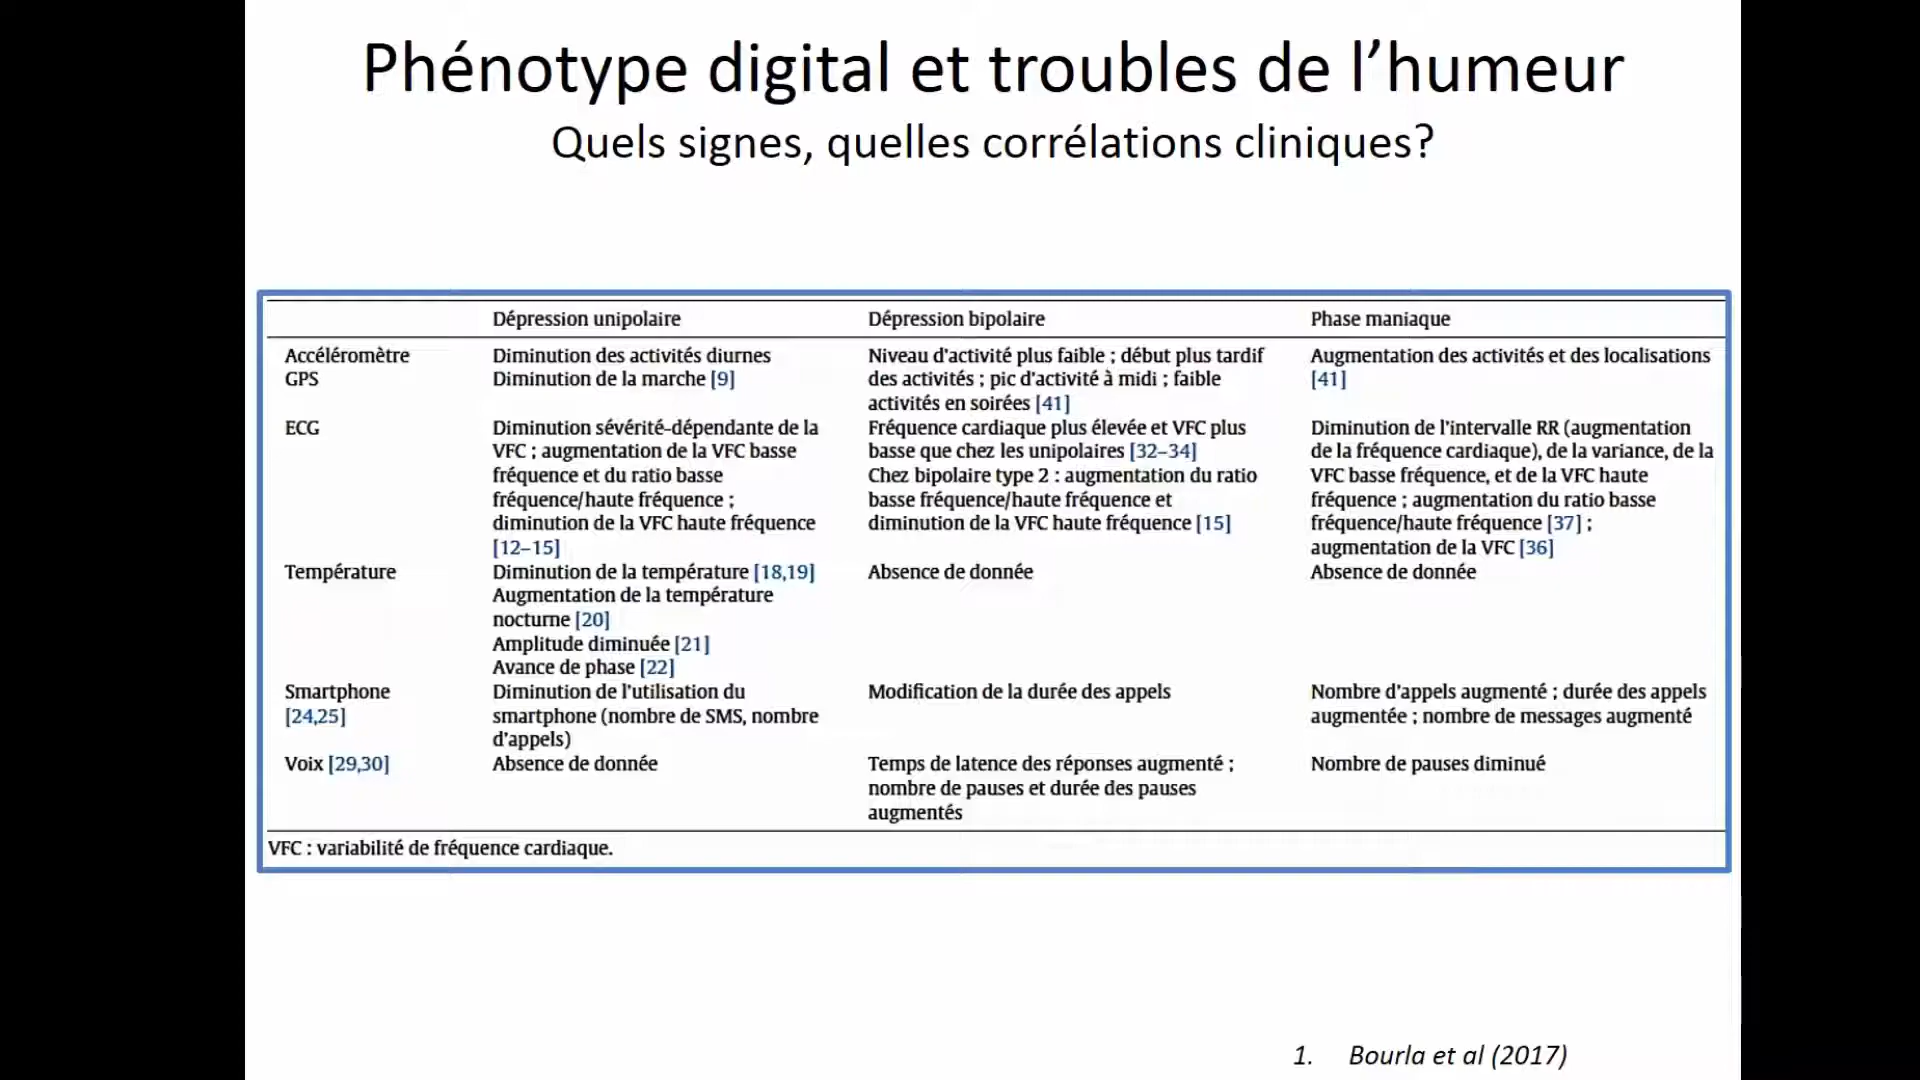 Phénotype digital et troubles de l’humeur
Quels signes, quelles corrélations cliniques?
Dépression unipolaire Dépression bipolaire Phase maniaque
Accéléromètre
GPS
Diminution des activités diurnes
Diminution de la marche [9]
Niveau d'activité plus faible ; début plus tardif
des activités ; pic d'activité à midi ; faible
activités en soirées [41]
Augmentation des activités et des localisations
[41]
ECG
Diminution sévérité-dépendante de la
VFC ; augmentation de la VFC basse
fréquence et du ratio basse
fréquence/haute fréquence ;
diminution de la VFC haute fréquence
[12–15]
Fréquence cardiaque plus élevée et VFC plus
basse que chez les unipolaires [32–34]
Chez bipolaire type 2 : augmentation du ratio
basse fréquence/haute fréquence et
diminution de la VFC haute fréquence [15]
Diminution de l'intervalle RR (augmentation
de la fréquence cardiaque), de la variance, de la
VFC basse fréquence, et de la VFC haute
fréquence ; augmentation du ratio basse
fréquence/haute fréquence [37] ;
augmentation de la VFC [36]
Température
Diminution de la température [18,19]
Augmentation de la température
nocturne [20]
Amplitude diminuée [21]
Avance de phase [22]
Absence de donnée
Absence de donnée
Smartphone
[24,25]
Diminution de l'utilisation du
smartphone (nombre de SMS, nombre
d'appels)
Modification de la durée des appels
Nombre d'appels augmenté ; durée des appels
augmentée ; nombre de messages augmenté
Voix [29,30]
Absence de donnée
Temps de latence des réponses augmenté ;
nombre de pauses et durée des pauses
augmentés
Nombre de pauses diminué
VFC : variabilité de fréquence cardiaque.
1. Bourla et al (2017)